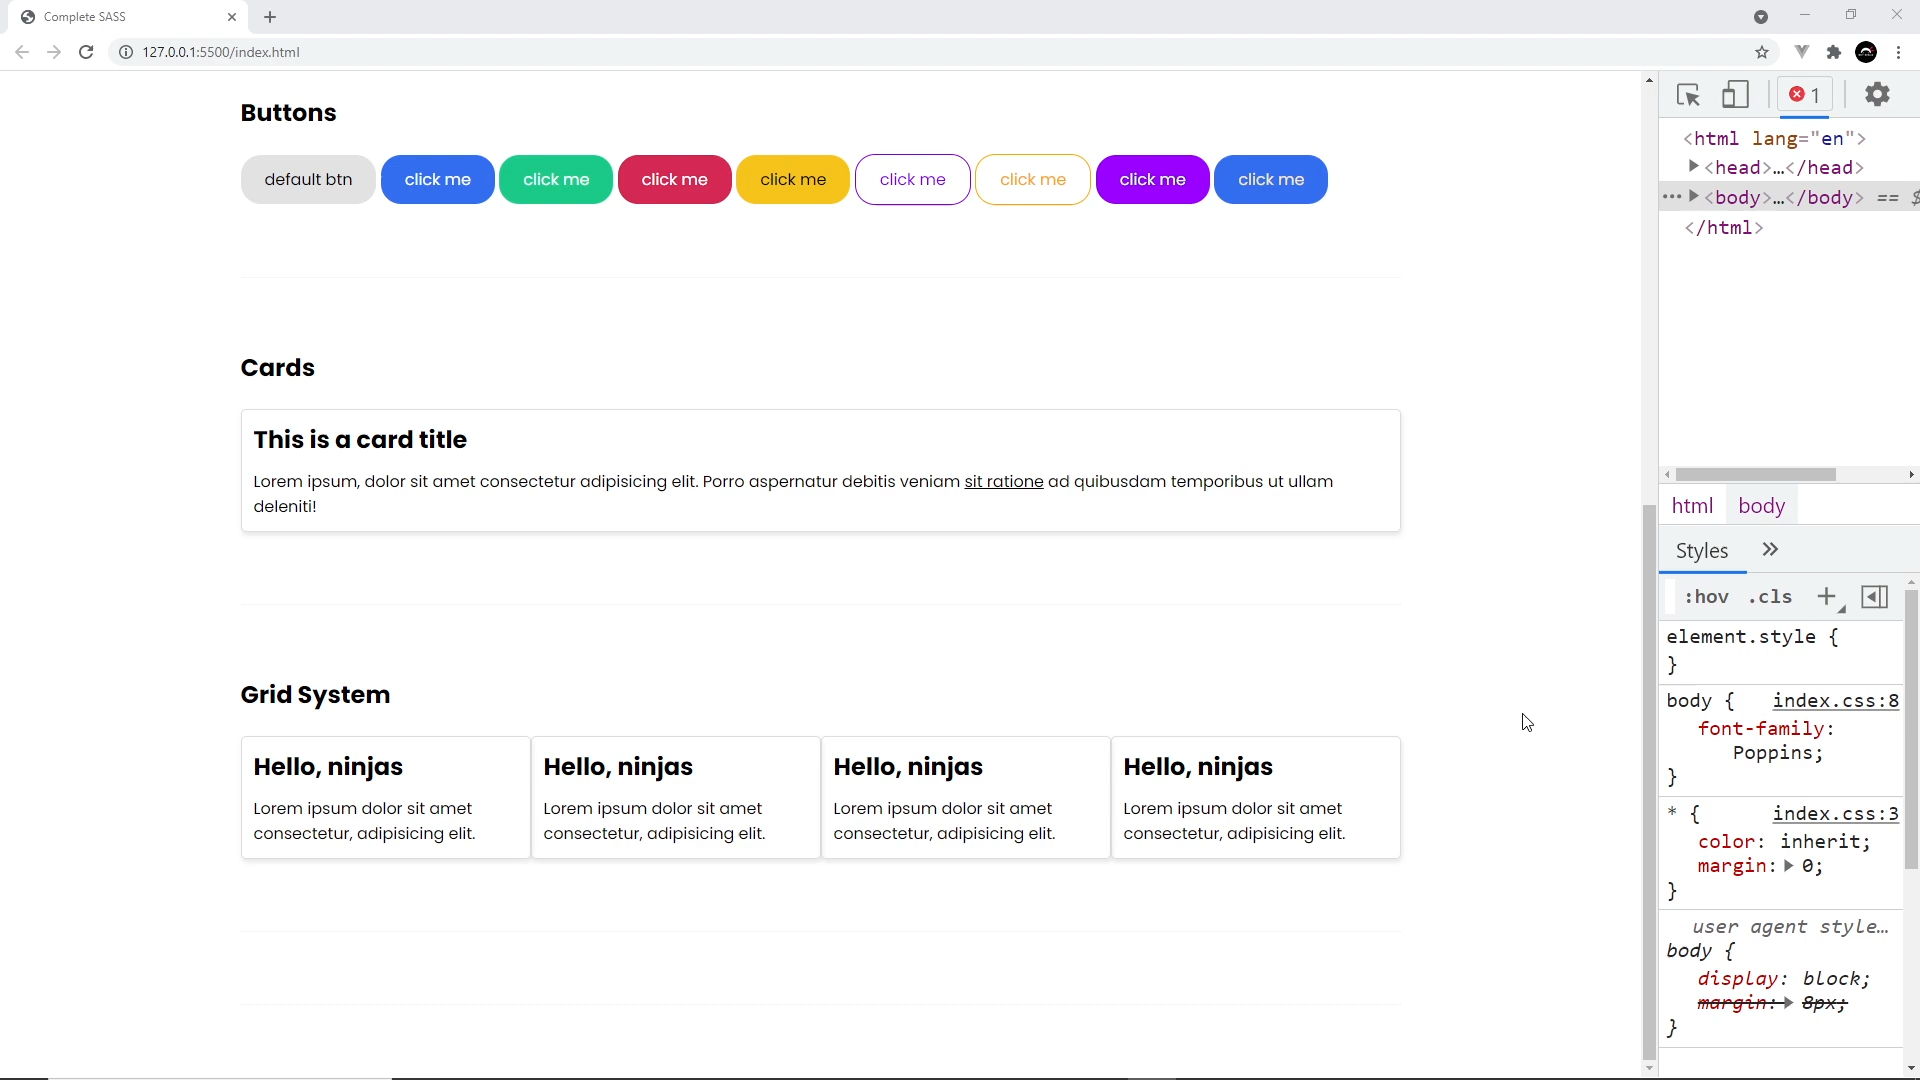 Complete SASS
127.0.0.1:5500/index.html
Buttons
default btn click me click me click me click me click me click me click me click me
Cards
This is a card title
Lorem ipsum, dolor sit amet consectetur adipisicing elit. Porro aspernatur debitis veniam sit ratione ad quibusdam temporibus ut ullam
deleniti!
Grid System
Hello, ninjas
Lorem ipsum dolor sit amet
consectetur, adipisicing elit.
Hello, ninjas
Lorem ipsum dolor sit amet
consectetur, adipisicing elit.
Hello, ninjas
Lorem ipsum dolor sit amet
consectetur, adipisicing elit.
Hello, ninjas
Lorem ipsum dolor sit amet
consectetur, adipisicing elit.
1
<html lang="en">
<head>…</head>
<body>…</body> == $
</html>
html body
Styles
:hov .cls
element.style {
}
body { index.css:8
font-family:
Poppins;
}
* { index.css:3
color: inherit;
margin: 0;
}
user agent style…
body {
display: block;
margin: 8px;
}